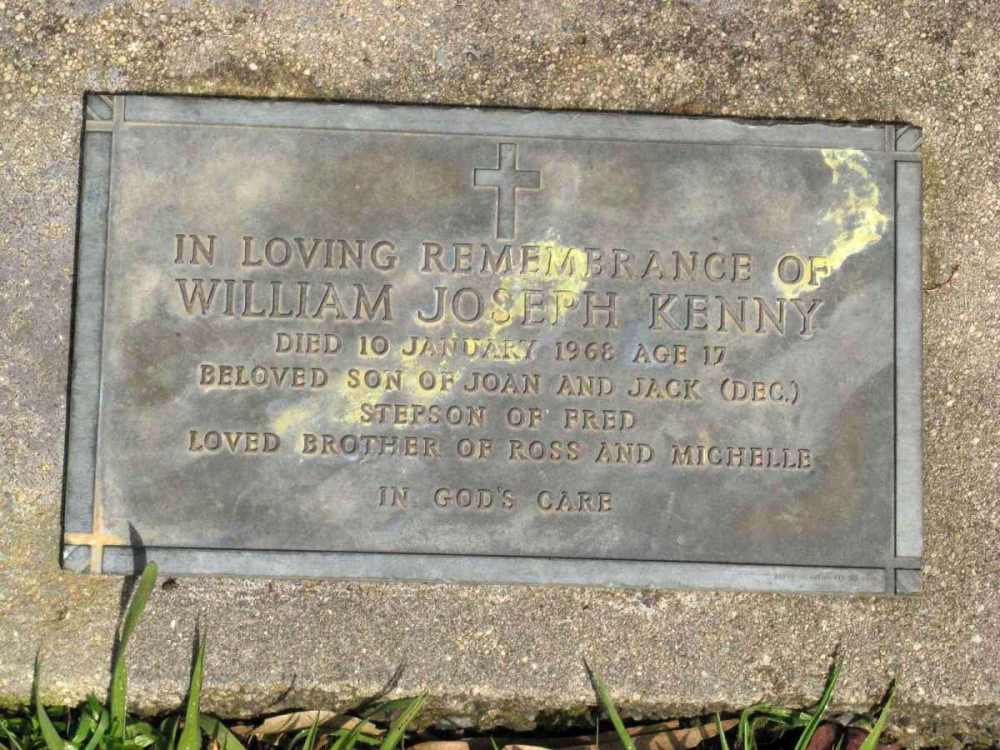 IN LOVING REMEMBRANCE OF
WILLIAM JOSEPH KENNY
DIED 10 JANUARY 1968 AGE 17
BELOVED SON OF JOAN AND JACK (DEC.)
STEPSON OF FRED
LOVED BROTHER OF ROSS AND MICHELLE
IN GOD'S CARE